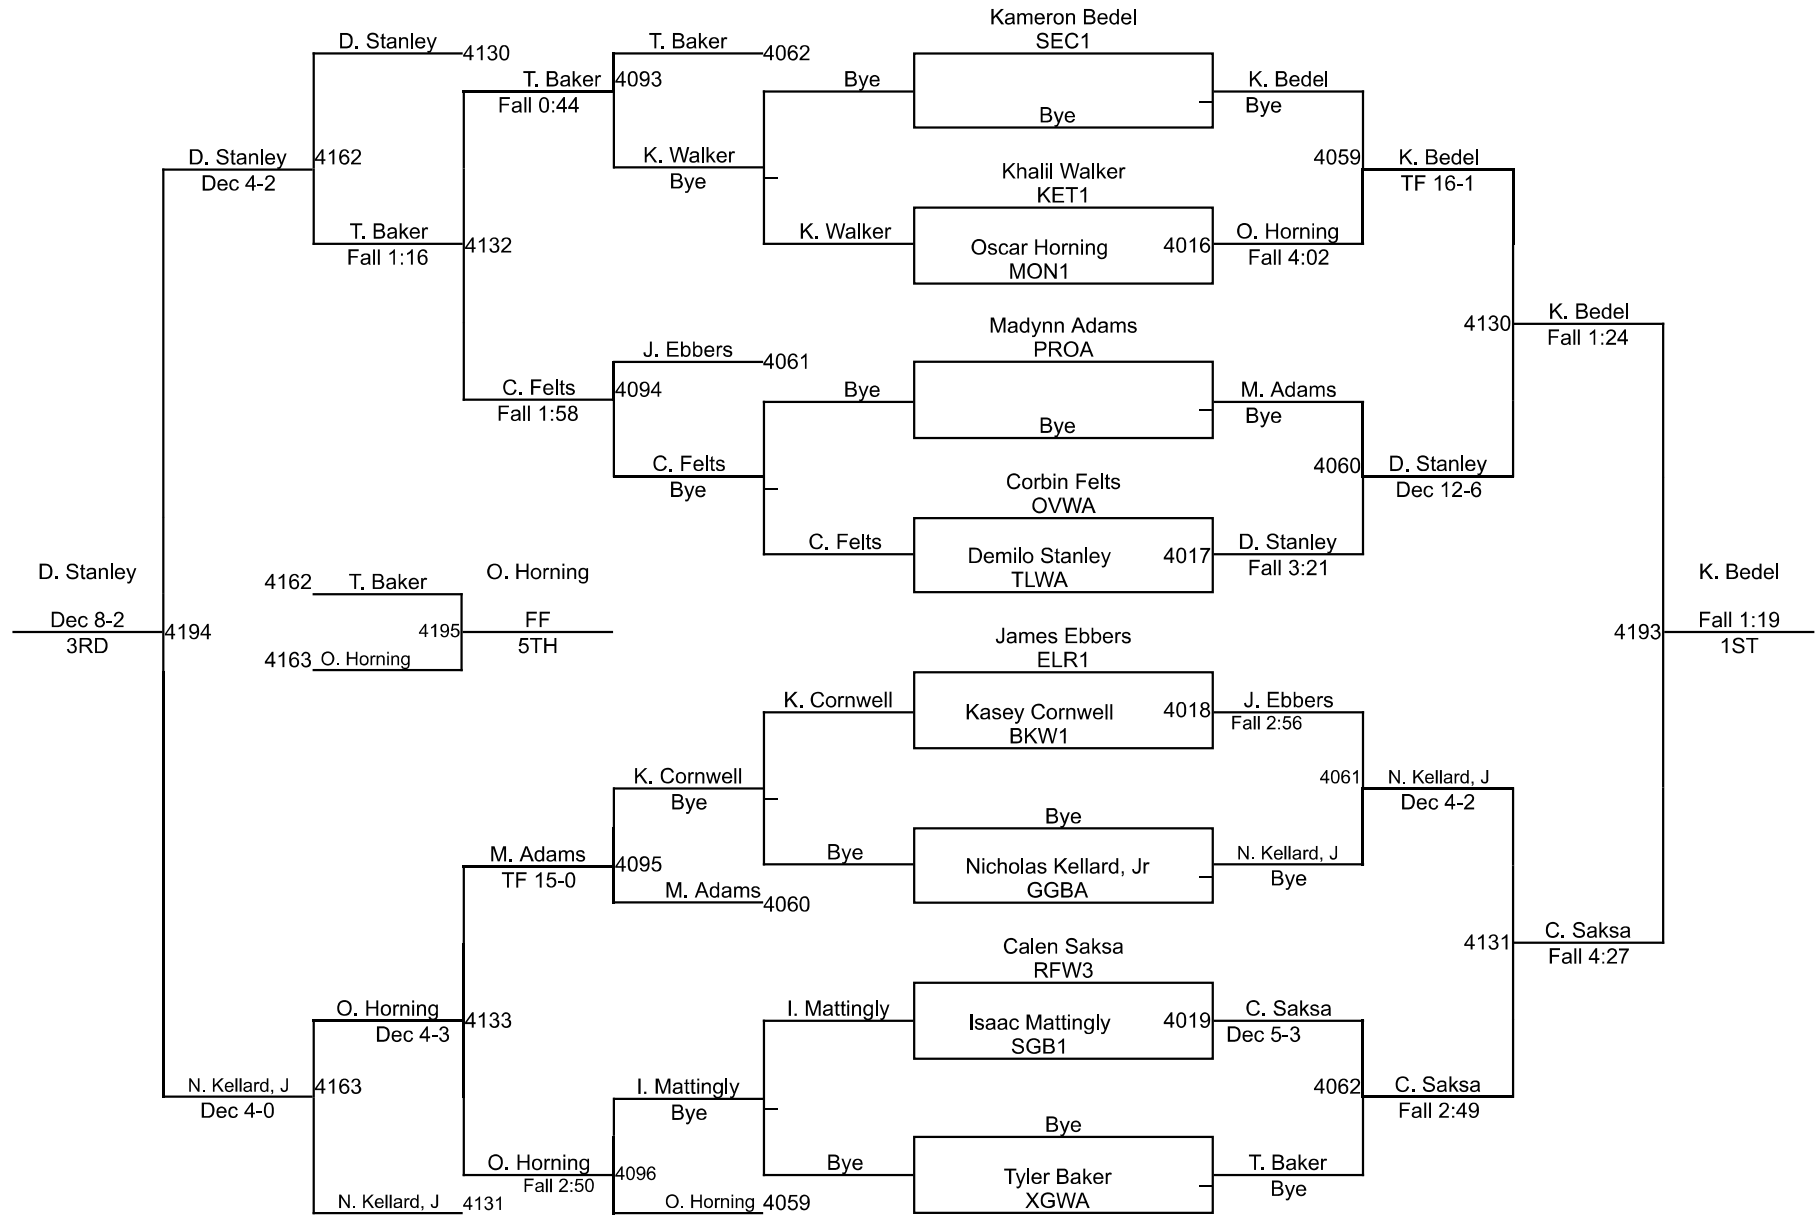 Kameron Bedel
SEC1
D. Stanley
4130
T. Baker
4062
T. Baker
4093
Fall 0:44
Bye
Bye
K. Bedel
Bye
D. Stanley
4162
Dec 4-2
K. Walker
Bye
Khalil Walker
KET1
4059
K. Bedel
TF 16-1
T. Baker
4132
Fall 1:16
K. Walker
Oscar Horning
4016
MON1
O. Horning
Fall 4:02
Madynn Adams
PROA
4130
K. Bedel
Fall 1:24
J. Ebbers
4061
C. Felts
4094
Fall 1:58
Bye
Bye
M. Adams
Bye
C. Felts
Bye
Corbin Felts
OVWA
4060
D. Stanley
Dec 12-6
C. Felts
Demilo Stanley
4017
TLWA
D. Stanley
Fall 3:21
D. Stanley
4162
T. Baker
O. Horning
K. Bedel
Dec 8-2
4194
3RD
4195
FF
5TH
4193
Fall 1:19
1ST
4163
O. Horning
James Ebbers
ELR1
K. Cornwell
Kasey Cornwell
4018
BKW1
J. Ebbers
Fall 2:56
K. Cornwell
Bye
4061
N. Kellard, J
Dec 4-2
Bye
M. Adams
4095
TF 15-0
Bye
Nicholas Kellard, Jr
GGBA
N. Kellard, J
Bye
M. Adams
4060
Calen Saksa
RFW3
4131
C. Saksa
Fall 4:27
O. Horning
4133
Dec 4-3
I. Mattingly
Isaac Mattingly
4019
SGB1
C. Saksa
Dec 5-3
N. Kellard, J
4163
Dec 4-0
I. Mattingly
Bye
4062
C. Saksa
Fall 2:49
Bye
O. Horning
4096
Fall 2:50
Bye
Tyler Baker
XGWA
T. Baker
Bye
N. Kellard, J
4131
O. Horning
4059